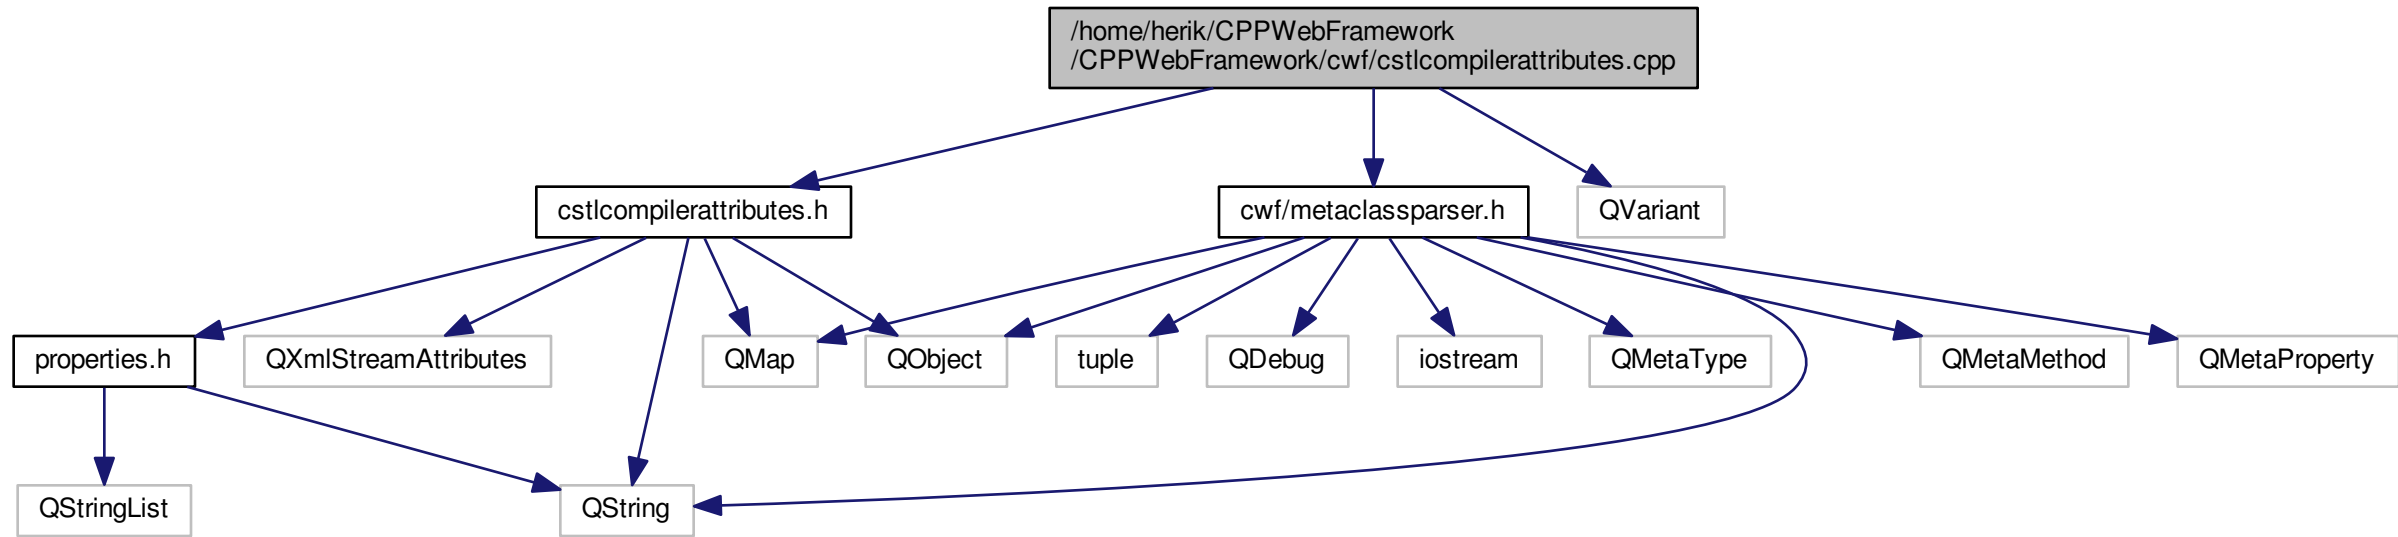 /home/herik/CPPWebFramework
/CPPWebFramework/cwf/cstlcompilerattributes.cpp
cstlcompilerattributes.h
cwf/metaclassparser.h
QVariant
properties.h
QXmlStreamAttributes
QMap
QObject
tuple
QDebug
iostream
QMetaType
QMetaMethod
QMetaProperty
QStringList
QString